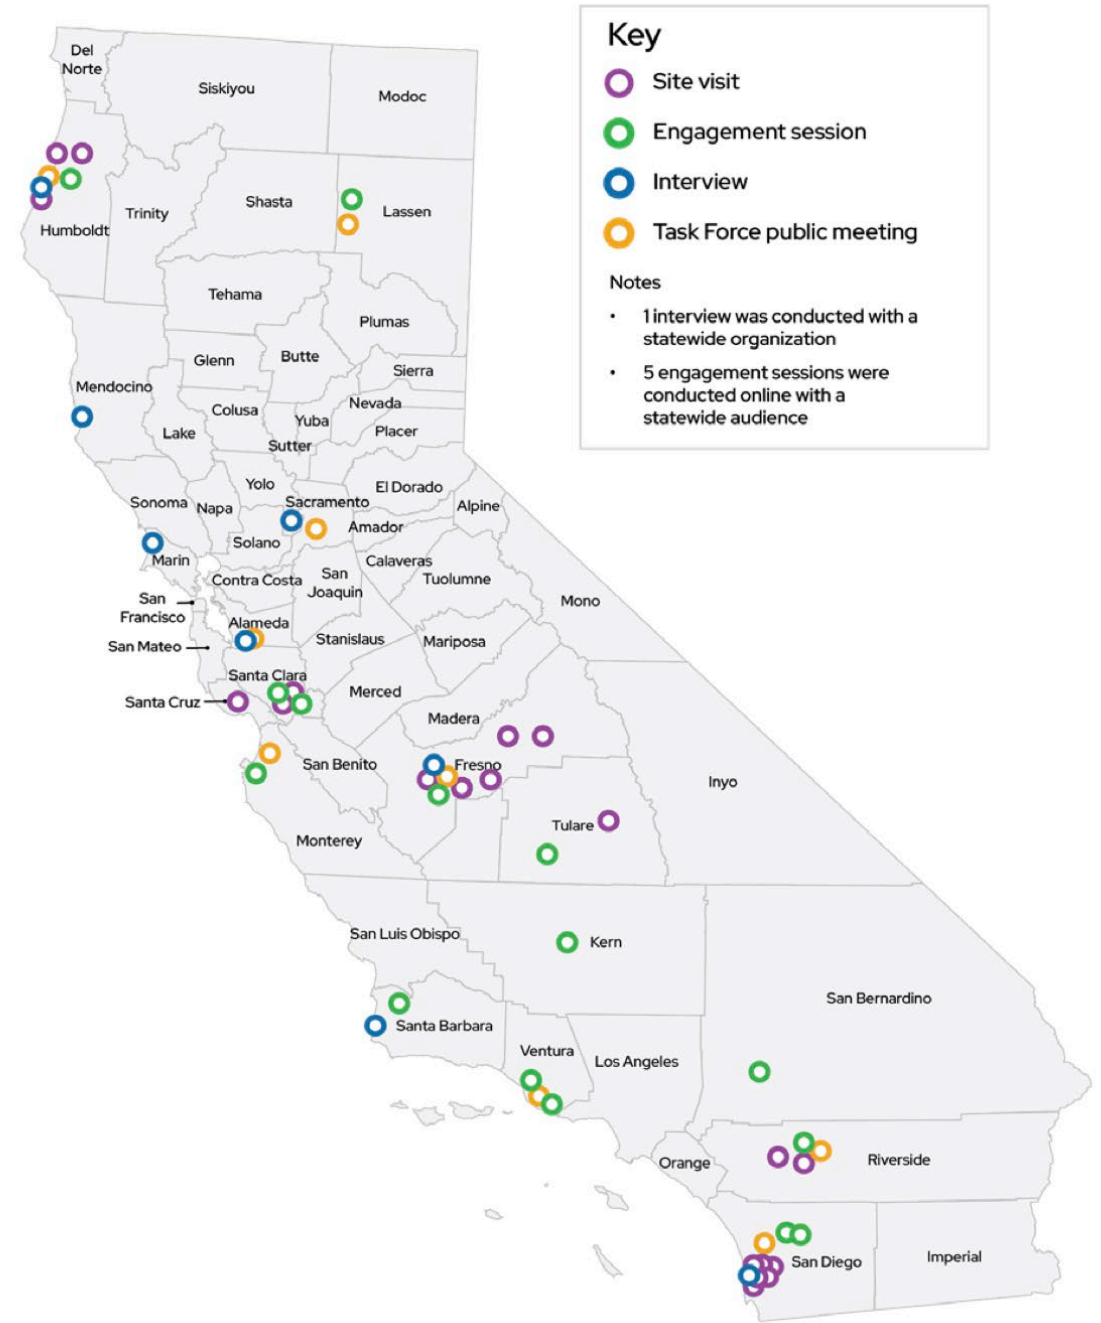 Key
Site visit
Engagement session
Interview
Task Force public meeting
Notes
• 1 interview was conducted with a
statewide organization
• 5 engagement sessions were
conducted online with a
statewide audience
Del
Norte
Siskiyou
Modoc
Humboldt
Trinity
Shasta
Lassen
Tehama
Plumas
Glenn
Butte
Sierra
Mendocino
Colusa
Nevada
Lake
Yuba
Placer
Sutter
Yolo
El Dorado
Sonoma
Napa
Sacramento
Alpine
Solano
Amador
Marin
Calaveras
Contra Costa
San
Joaquin
Tuolumne
San
Francisco
Mono
Alameda
San Mateo
Stanislaus
Mariposa
Santa Clara
Merced
Santa Cruz
Madera
San Benito
Fresno
Inyo
Tulare
Monterey
San Luis Obispo
Kern
San Bernardino
Santa Barbara
Ventura
Los Angeles
Orange
Riverside
San Diego
Imperial